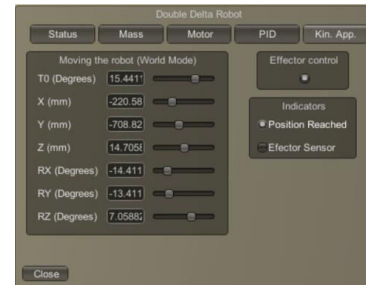 Double Delta Robot
Status Mass Motor PID Kin. App.
Moving the robot (World Mode)
T0 (Degrees) 15.4411
X (mm) -220.58
Y (mm) -708.82
Z (mm) 14.7058
RX (Degrees) -14.411
RY (Degrees) -13.411
RZ (Degrees) 7.05882
Effector control
Indicators
Position Reached
Efector Sensor
Close